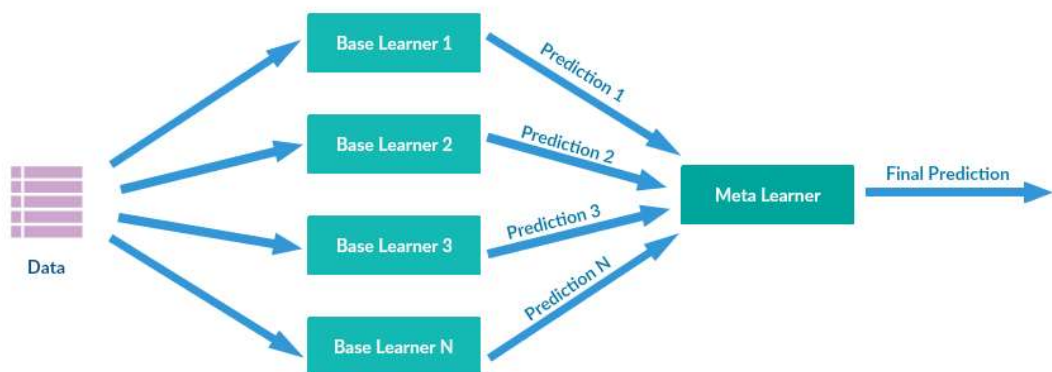 Base Learner 1
Prediction 1
Base Learner 2
Prediction 2
Meta Learner
Final Prediction
Data
Base Learner 3
Prediction 3
Base Learner N
Prediction N